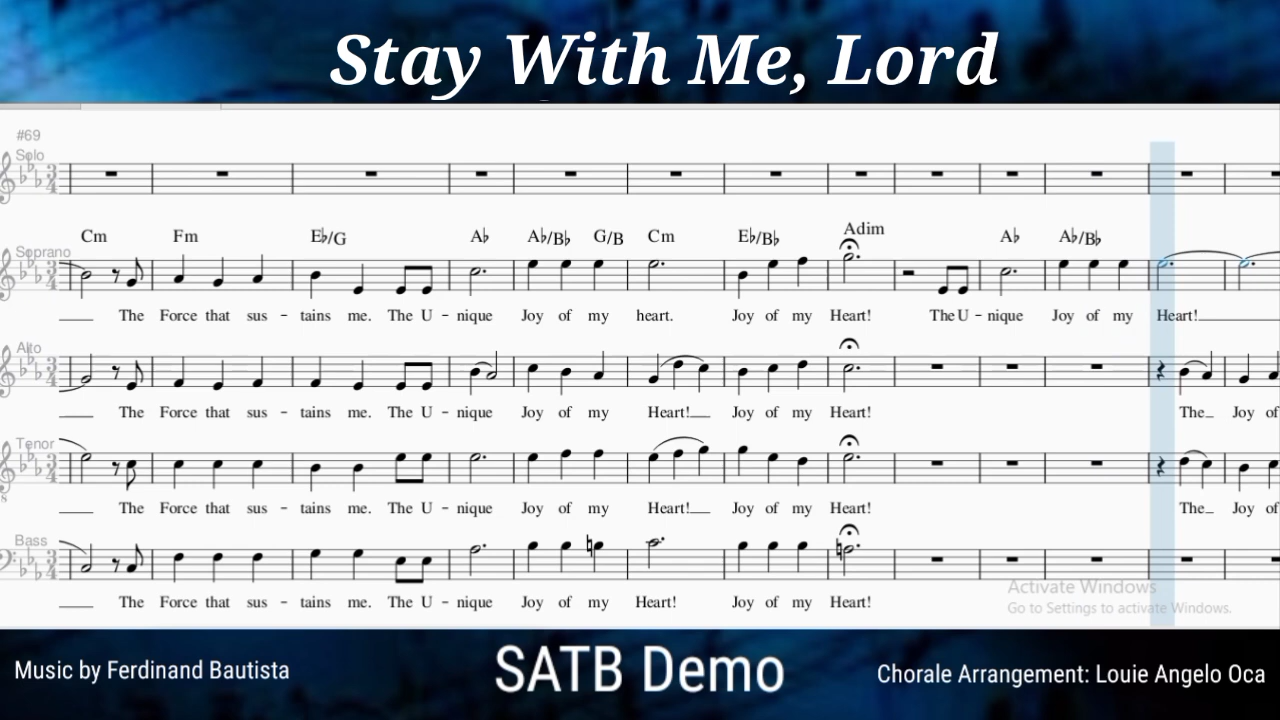 Stay With Me, Lord
#69
Solo
Cm Fm E♭/G A♭ A♭/B♭ G/B Cm E♭/B♭ Adim A♭ A♭/B♭
Soprano
The Force that sus - tains me. The U - nique Joy of my heart. Joy of my Heart! The U - nique Joy of my Heart!
Alto
The Force that sus - tains me. The U - nique Joy of my Heart! Joy of my Heart! The Joy of
Tenor
8
The Force that sus - tains me. The U - nique Joy of my Heart! Joy of my Heart! The Joy of
Bass
The Force that sus - tains me. The U - nique Joy of my Heart! Joy of my Heart!
Activate Windows
Go to Settings to activate Windows.
Music by Ferdinand Bautista
SATB Demo
Chorale Arrangement: Louie Angelo Oca